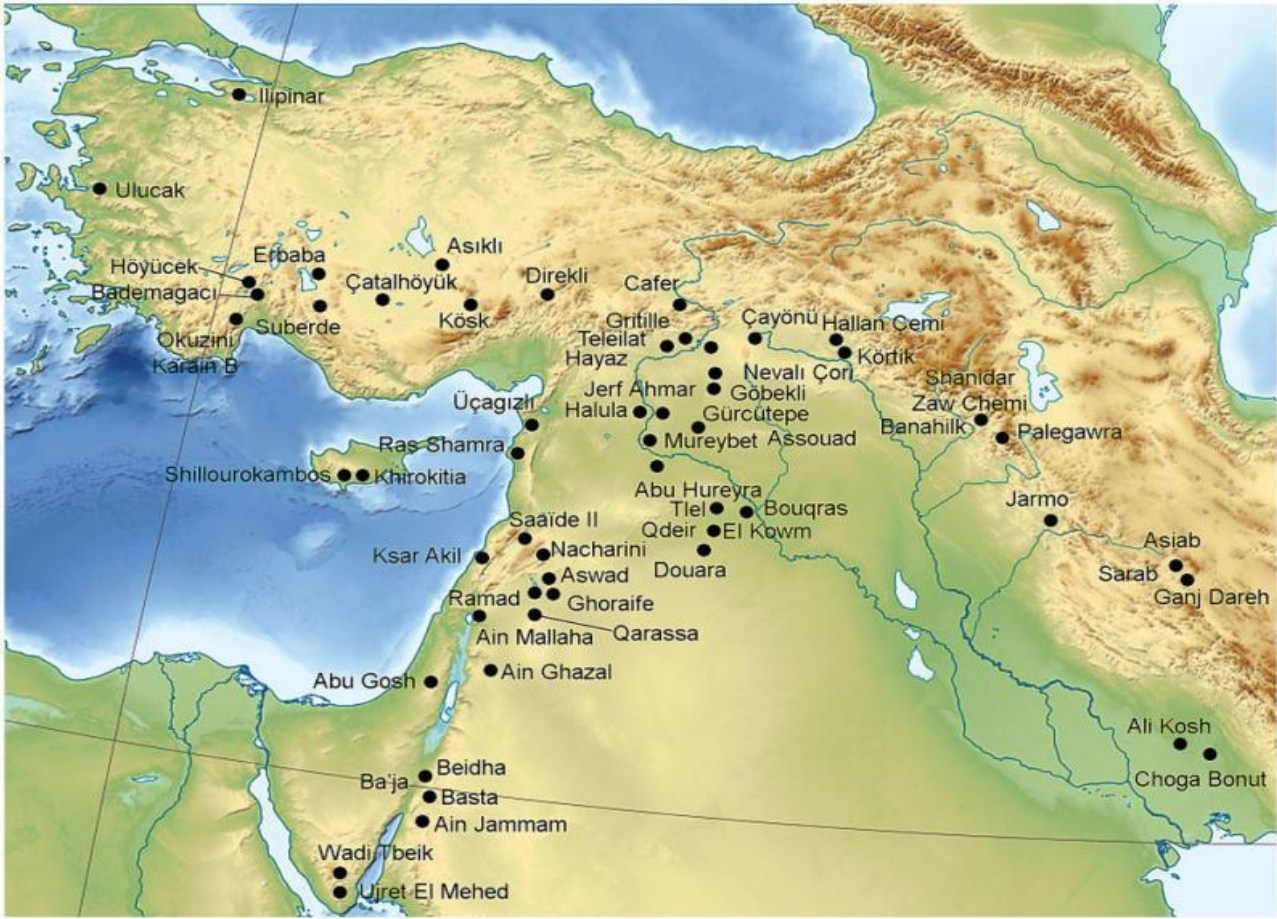 Ilipinar
Ulucak
Asıklı
Erbaba
Höyücek
Direkli
Çatalhöyük
Bademagacı
Cafer
Kösk
Suberde
Gritille
Çayönü
Hallan Çemi
Okuzini
Teleilat
Körtik
Karain B
Hayaz
Nevalı Çori
Shanidar
Jerf Ahmar
Göbekli
Zaw Chemi
Üçagızlı
Halula
Gürcütepe
Banahilk
Palegawra
Ras Shamra
Mureybet
Assouad
Shillourokambos
Khirokitia
Abu Hureyra
Jarmo
Tlel
Bouqras
Saaïde II
Qdeir
El Kowm
Asiab
Ksar Akil
Nacharini
Douara
Sarab
Aswad
Ganj Dareh
Ramad
Ghoraife
Ain Mallaha
Qarassa
Abu Gosh
Ain Ghazal
Ali Kosh
Beidha
Ba'ja
Choga Bonut
Basta
Ain Jammam
Wadi Tbeik
Ujret El Mehed